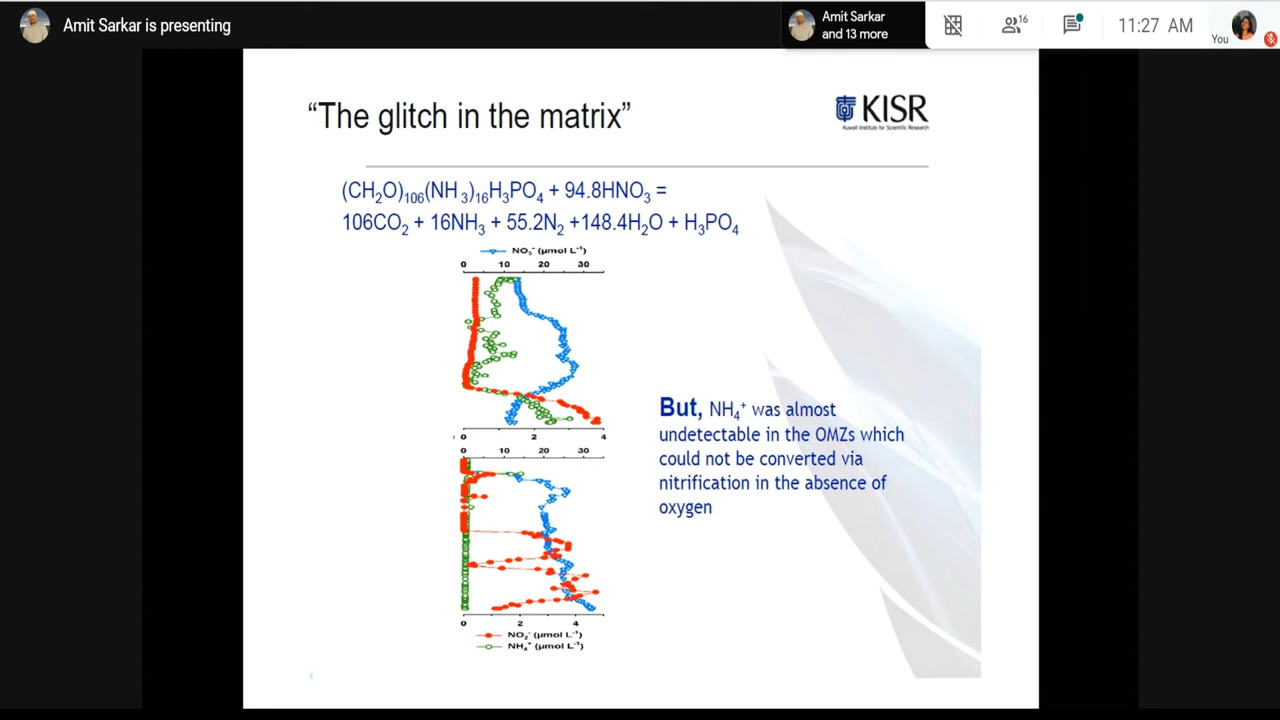 Amit Sarkar is presenting
Amit Sarkar
and 13 more
16
11:27 AM
You
“The glitch in the matrix”
KISR
Kuwait Institute for Scientific Research
(CH₂O)₁₀₆(NH₃)₁₆H₃PO₄ + 94.8HNO₃ =
106CO₂ + 16NH₃ + 55.2N₂ +148.4H₂O + H₃PO₄
NO₃⁻ (μmol L⁻¹)
0 10 20 30
0 2 4
0 10 20 30
0 2 4
NO₂⁻ (μmol L⁻¹)
NH₄⁺ (μmol L⁻¹)
But, NH₄⁺ was almost
undetectable in the OMZs which
could not be converted via
nitrification in the absence of
oxygen